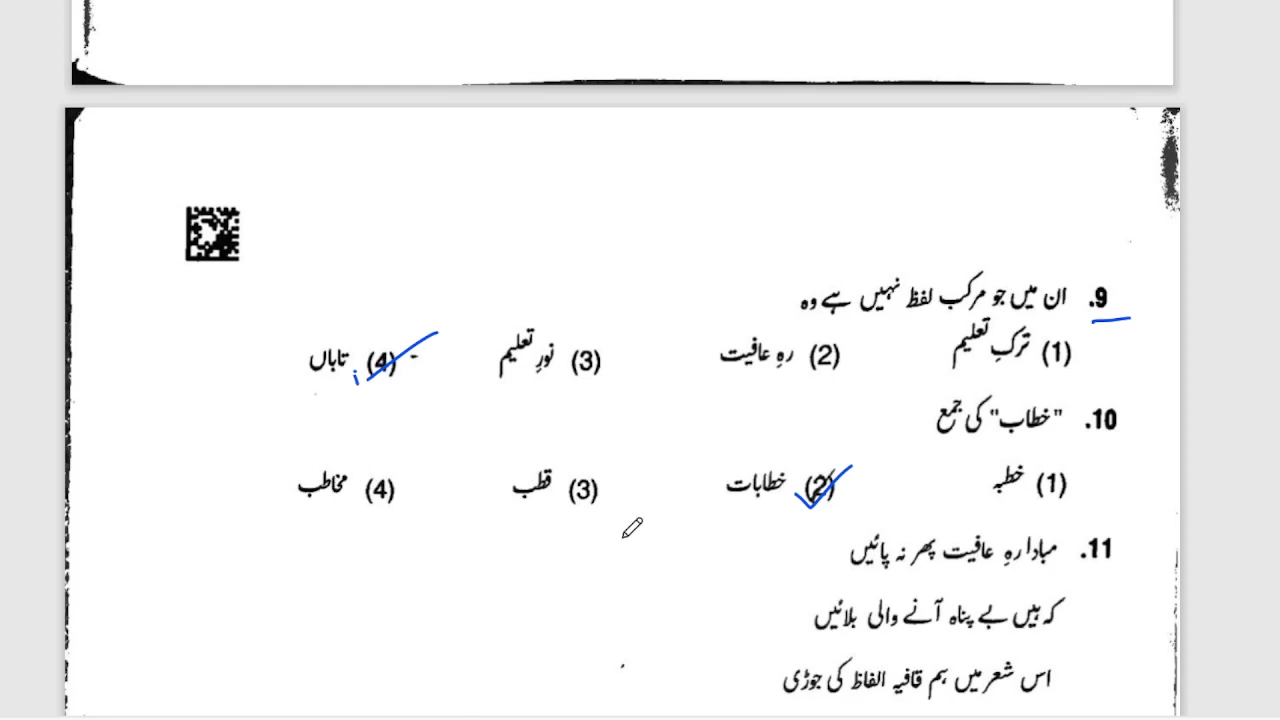 9. ان میں جو مرکب لفظ نہیں ہے وہ
(1) ترکِ تعلیم (2) رہِ عافیت (3) نورِ تعلیم (4) تاباں
10. "خطاب" کی جمع
(1) خطبہ (2) خطابات (3) قطب (4) مخاطب
11. مبادا رہِ عافیت پھر نہ پائیں
کہ ہیں بے پناہ آنے والی بلائیں
اس شعر میں ہم قافیہ الفاظ کی جوڑی